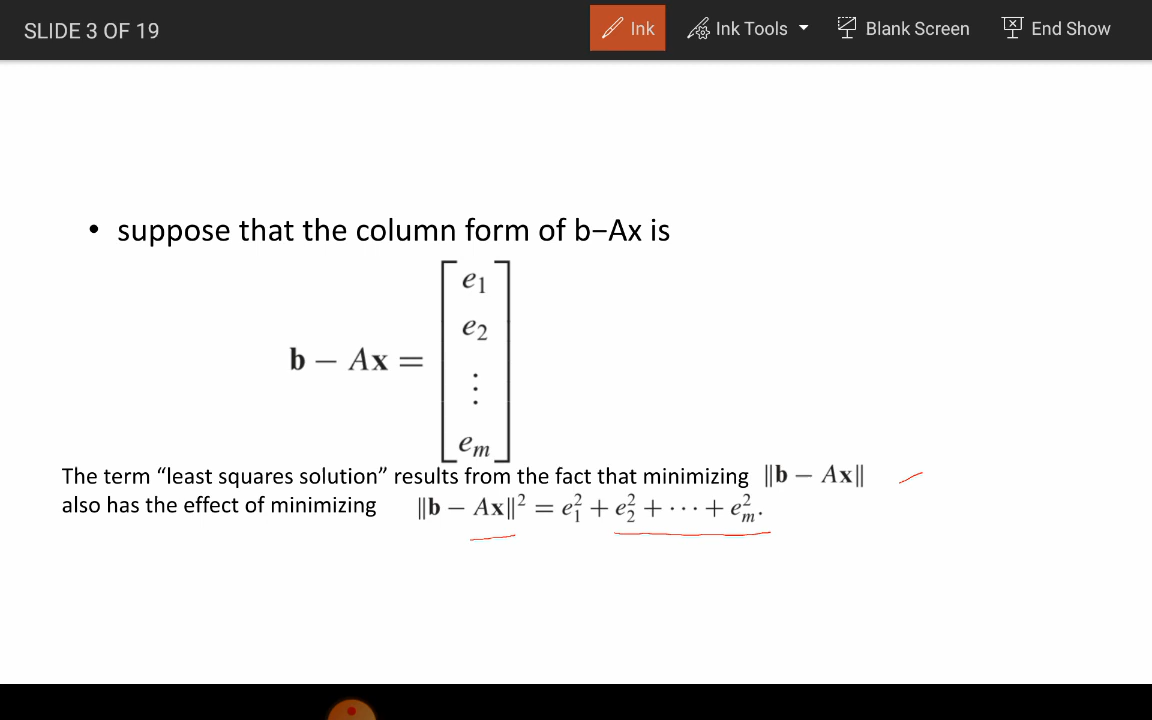 SLIDE 3 OF 19
Ink
Ink Tools
Blank Screen
End Show
• suppose that the column form of b−Ax is
b − Ax = [e₁ e₂ ⋮ eₘ]
The term “least squares solution” results from the fact that minimizing ‖b − Ax‖
also has the effect of minimizing ‖b − Ax‖² = e₁² + e₂² + ⋯ + eₘ².